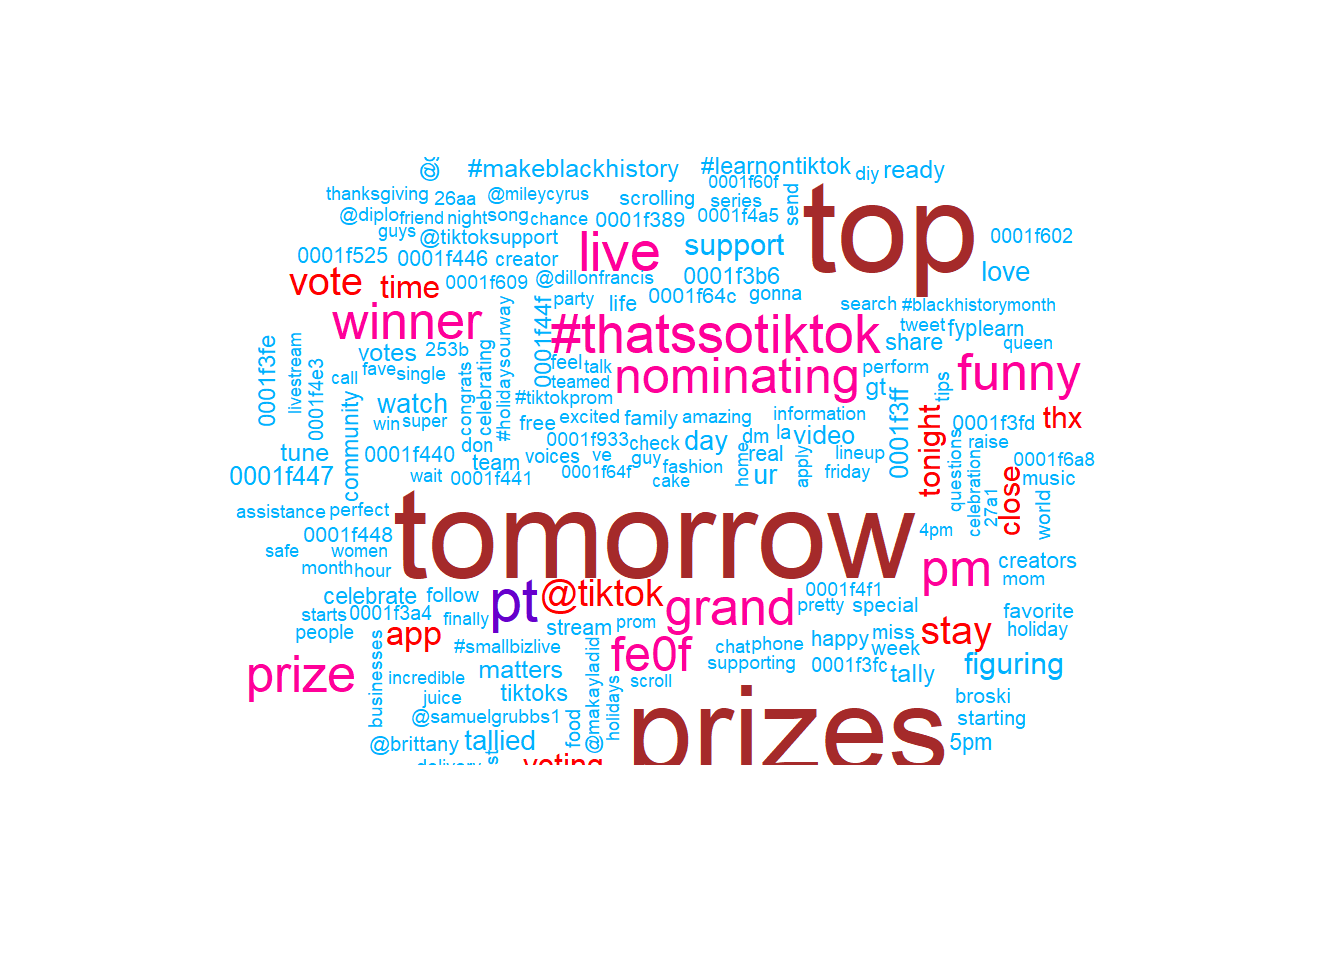 @̆ #makeblackhistory #learnontiktok diy ready
thanksgiving 26aa @mileycyrus scrolling 0001f60f series send top
@diplo friend night song chance 0001f389 0001f4a5 0001f602
guys @tiktoksupport live support
0001f525 0001f446 creator @dillonfrancis 0001f3b6 love
vote time 0001f609 party life 0001f64c gonna search #blackhistorymonth
winner #holidaysourway 0001f44f #thatssotiktok tweet fyplearn
0001f3fe livestream 0001f4e3 votes 253b celebrating share queen
call fave single congrats feel talk teamed nominating perform gt tips funny
community watch #tiktokprom 0001f3ff
win super free excited family amazing information tonight 0001f3fd thx
tune 0001f440 don 0001f933 check day dm la video questions raise
team voices ve guy real lineup celebration 0001f6a8
0001f447 wait 0001f441 0001f64f fashion cake home ur apply friday 27a1 close music
assistance perfect tomorrow world
0001f448 4pm
safe women pm creators
month hour mom
celebrate follow pt @tiktok grand 0001f4f1
starts 0001f3a4 finally pretty special favorite
people app stream prom miss stay holiday
businesses #smallbizlive @makayladid fe0f chat phone happy week
prize incredible matters scroll supporting 0001f3fc tally figuring
juice tiktoks holidays broski
@samuelgrubbs1 food prizes starting
@brittany tallied 5pm
delivery st voting